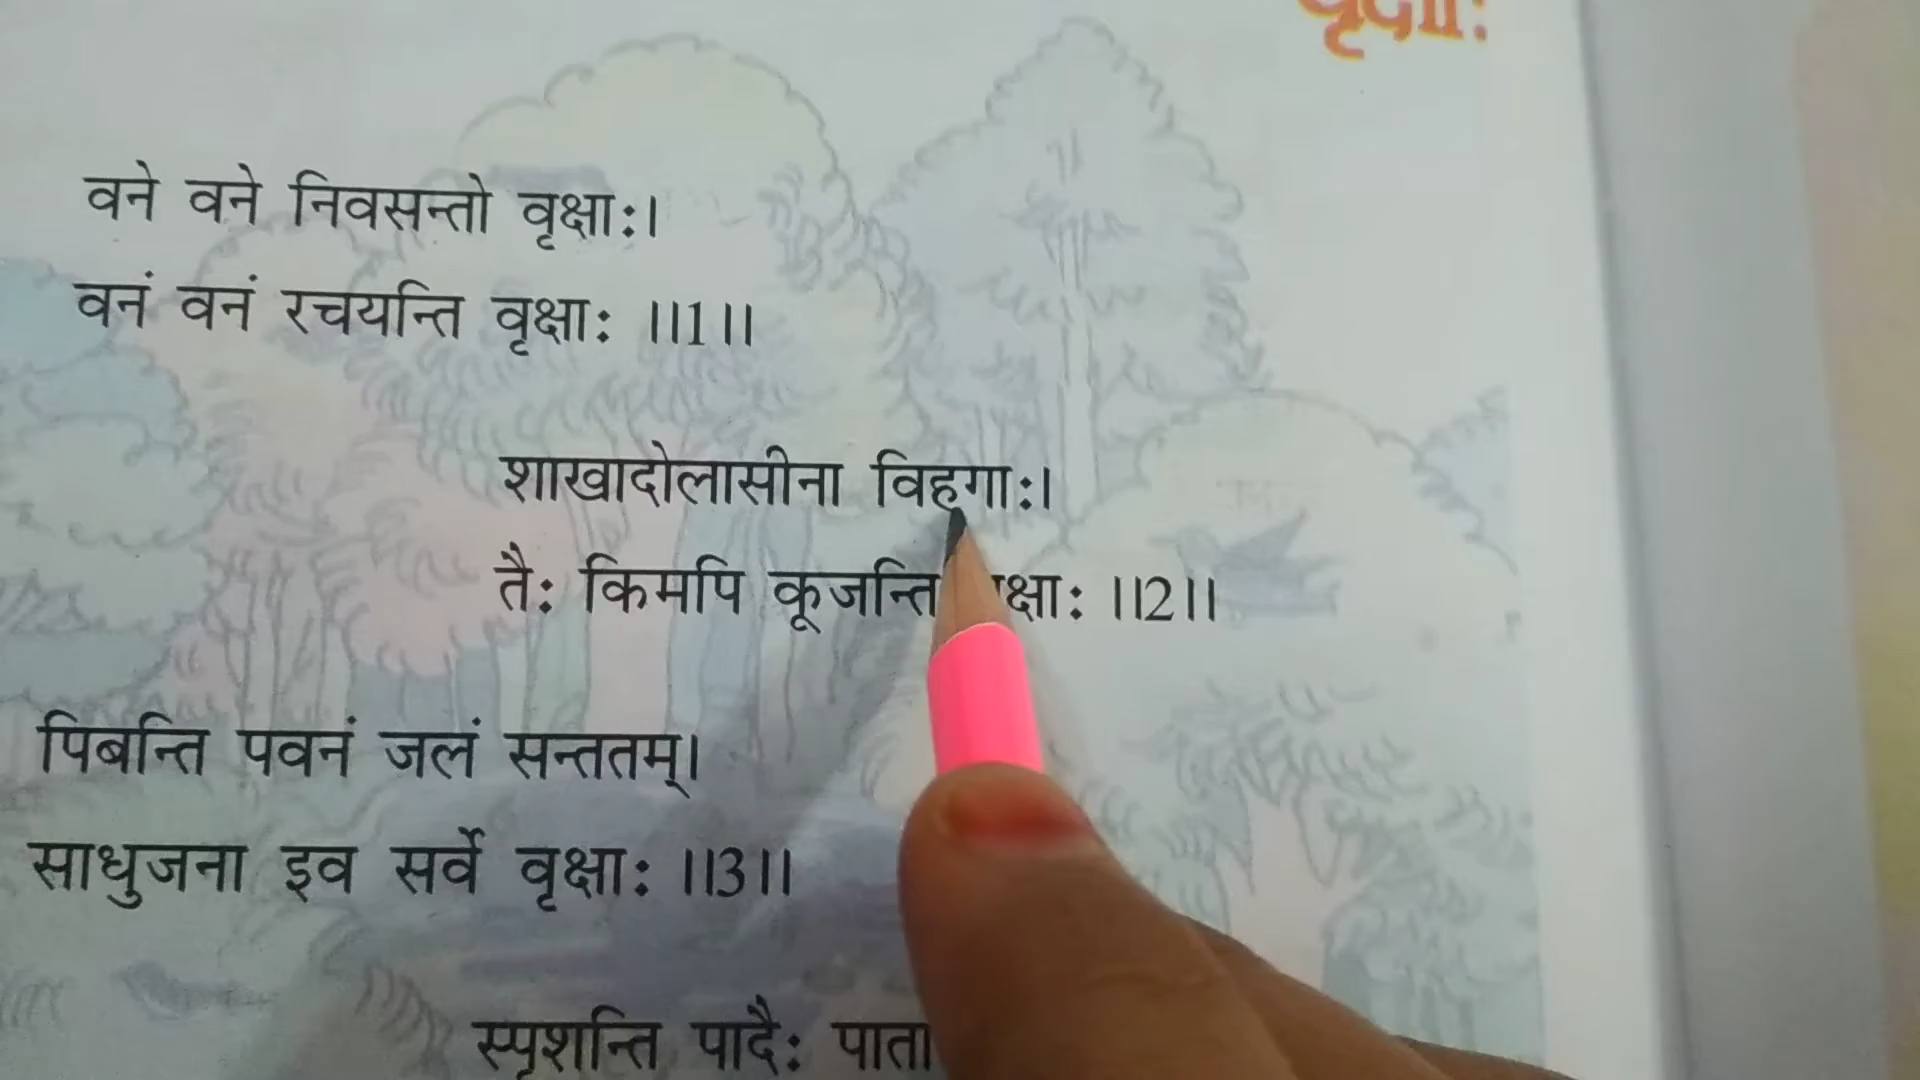 वृक्षाः
वने वने निवसन्तो वृक्षाः।
वनं वनं रचयन्ति वृक्षाः ।।1।।
शाखादोलासीना विहगाः।
तैः किमपि कूजन्ति वृक्षाः ।।2।।
पिबन्ति पवनं जलं सन्ततम्।
साधुजना इव सर्वे वृक्षाः ।।3।।
स्पृशन्ति पादैः पाता